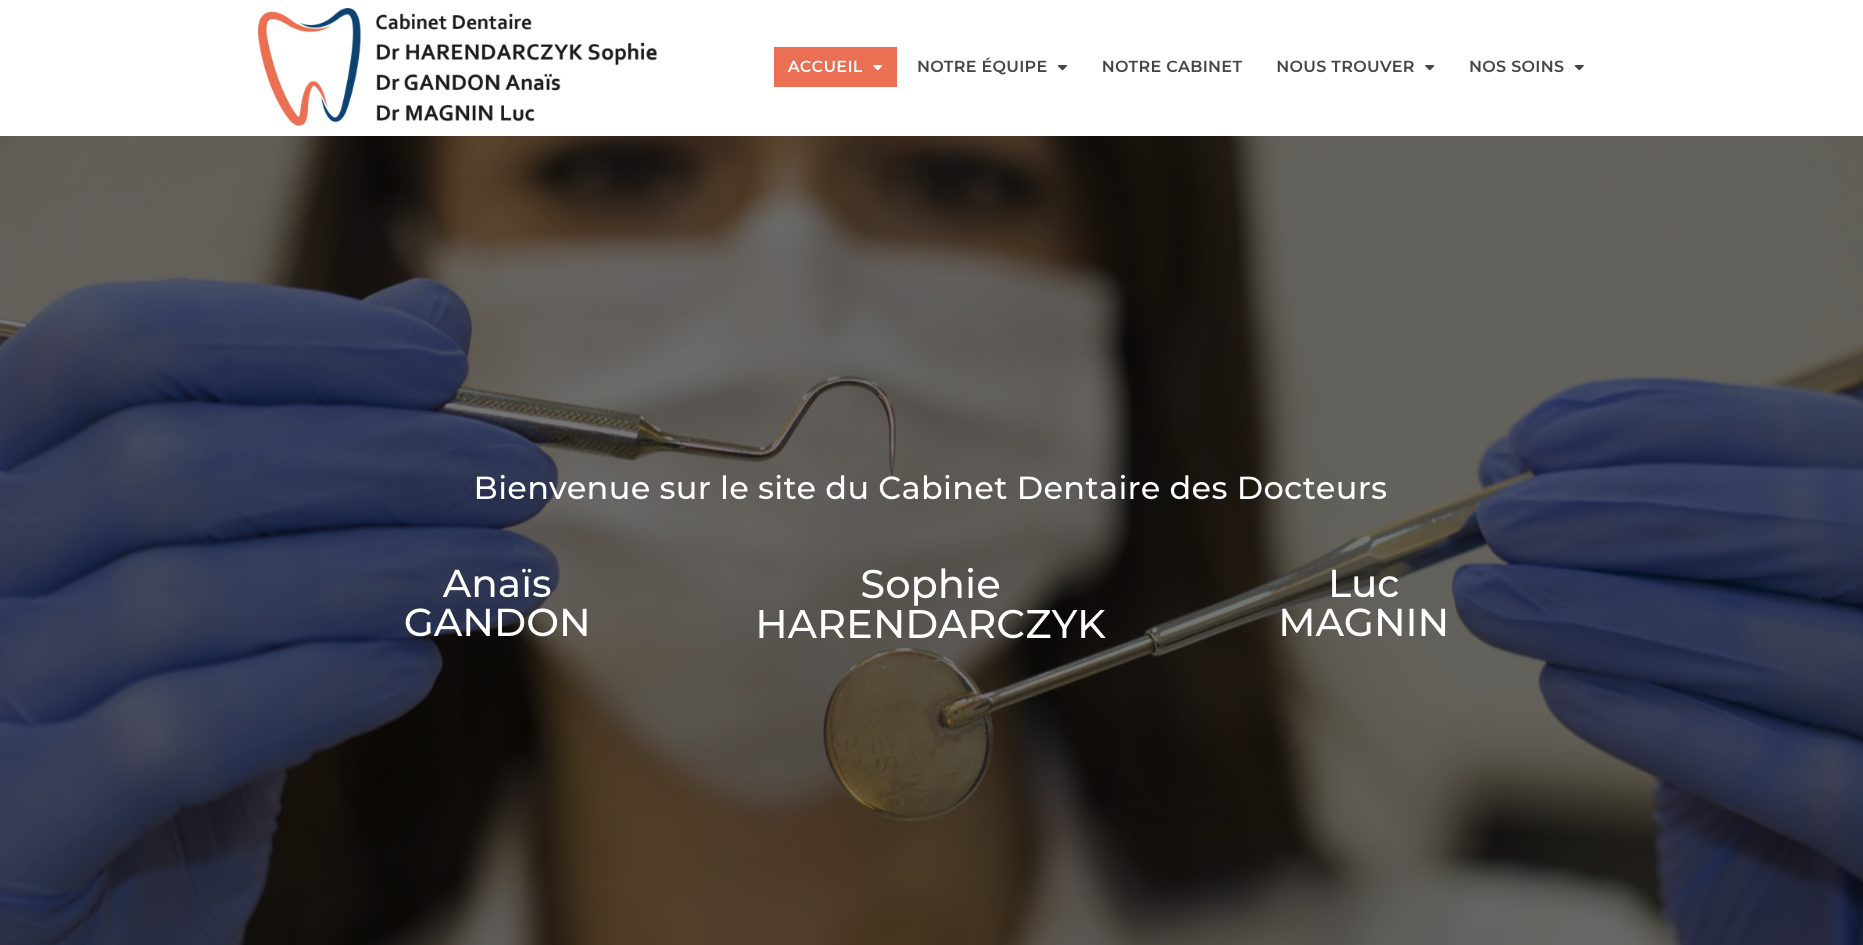 Cabinet Dentaire
Dr HARENDARCZYK Sophie
Dr GANDON Anaïs
Dr MAGNIN Luc
ACCUEIL
NOTRE ÉQUIPE
NOTRE CABINET
NOUS TROUVER
NOS SOINS
Bienvenue sur le site du Cabinet Dentaire des Docteurs
Anaïs
GANDON
Sophie
HARENDARCZYK
Luc
MAGNIN